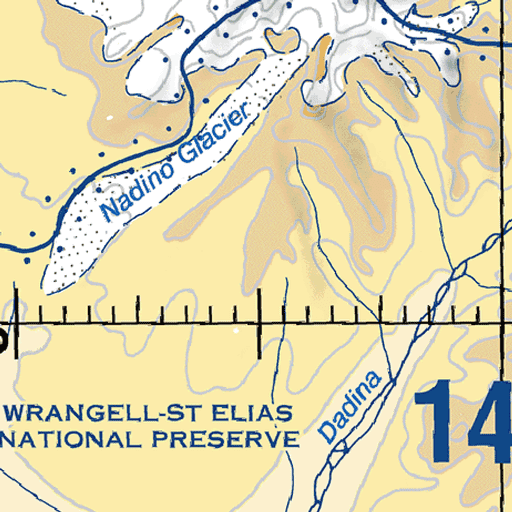 Nadino Glacier
WRANGELL-ST ELIAS
NATIONAL PRESERVE
Dadina
14